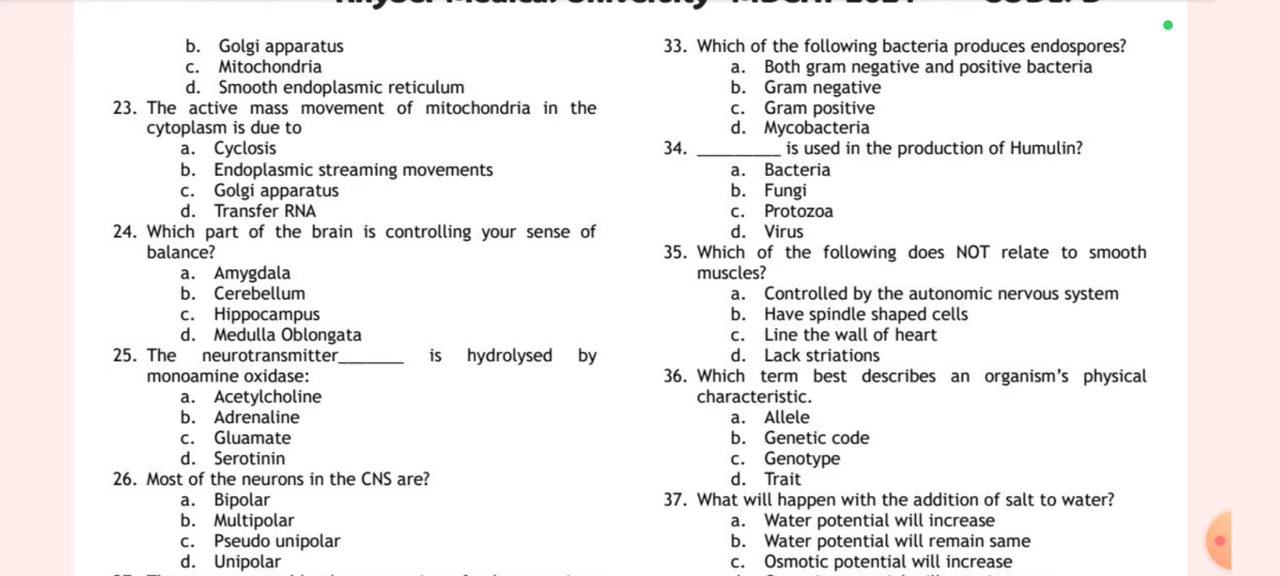 b. Golgi apparatus
c. Mitochondria
d. Smooth endoplasmic reticulum
23. The active mass movement of mitochondria in the
cytoplasm is due to
a. Cyclosis
b. Endoplasmic streaming movements
c. Golgi apparatus
d. Transfer RNA
24. Which part of the brain is controlling your sense of
balance?
a. Amygdala
b. Cerebellum
c. Hippocampus
d. Medulla Oblongata
25. The neurotransmitter_______ is hydrolysed by
monoamine oxidase:
a. Acetylcholine
b. Adrenaline
c. Gluamate
d. Serotinin
26. Most of the neurons in the CNS are?
a. Bipolar
b. Multipolar
c. Pseudo unipolar
d. Unipolar
33. Which of the following bacteria produces endospores?
a. Both gram negative and positive bacteria
b. Gram negative
c. Gram positive
d. Mycobacteria
34. _________ is used in the production of Humulin?
a. Bacteria
b. Fungi
c. Protozoa
d. Virus
35. Which of the following does NOT relate to smooth
muscles?
a. Controlled by the autonomic nervous system
b. Have spindle shaped cells
c. Line the wall of heart
d. Lack striations
36. Which term best describes an organism's physical
characteristic.
a. Allele
b. Genetic code
c. Genotype
d. Trait
37. What will happen with the addition of salt to water?
a. Water potential will increase
b. Water potential will remain same
c. Osmotic potential will increase